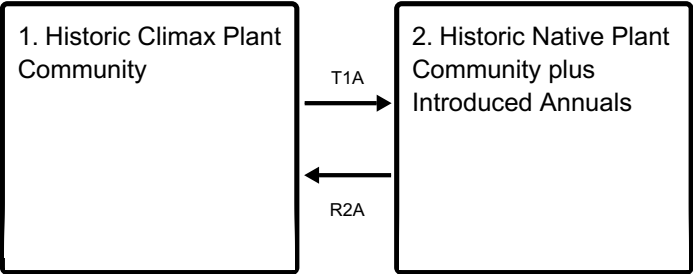 1. Historic Climax Plant
Community
T1A
R2A
2. Historic Native Plant
Community plus
Introduced Annuals